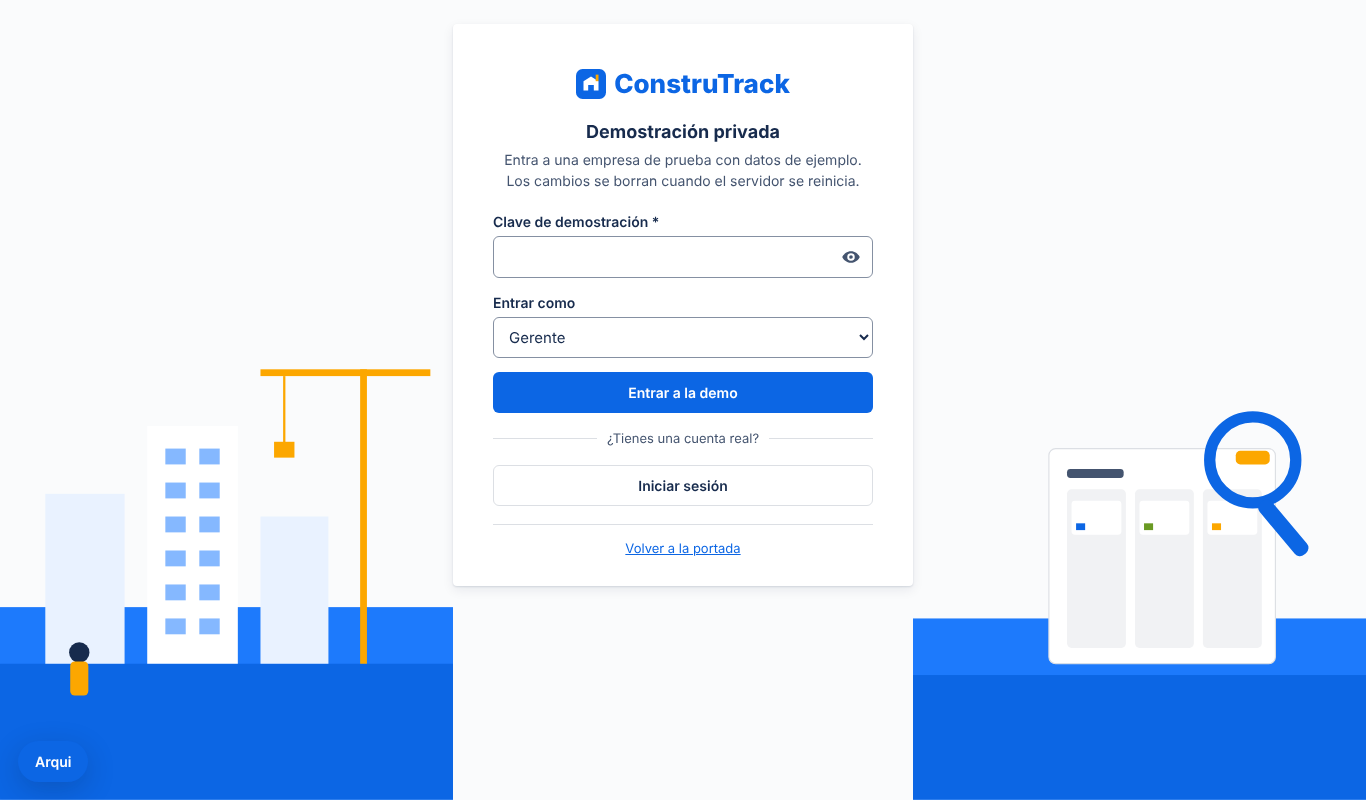 ConstruTrack
Demostración privada
Entra a una empresa de prueba con datos de ejemplo.
Los cambios se borran cuando el servidor se reinicia.
Clave de demostración *
Entrar como
Gerente
Entrar a la demo
¿Tienes una cuenta real?
Iniciar sesión
Volver a la portada
Arqui